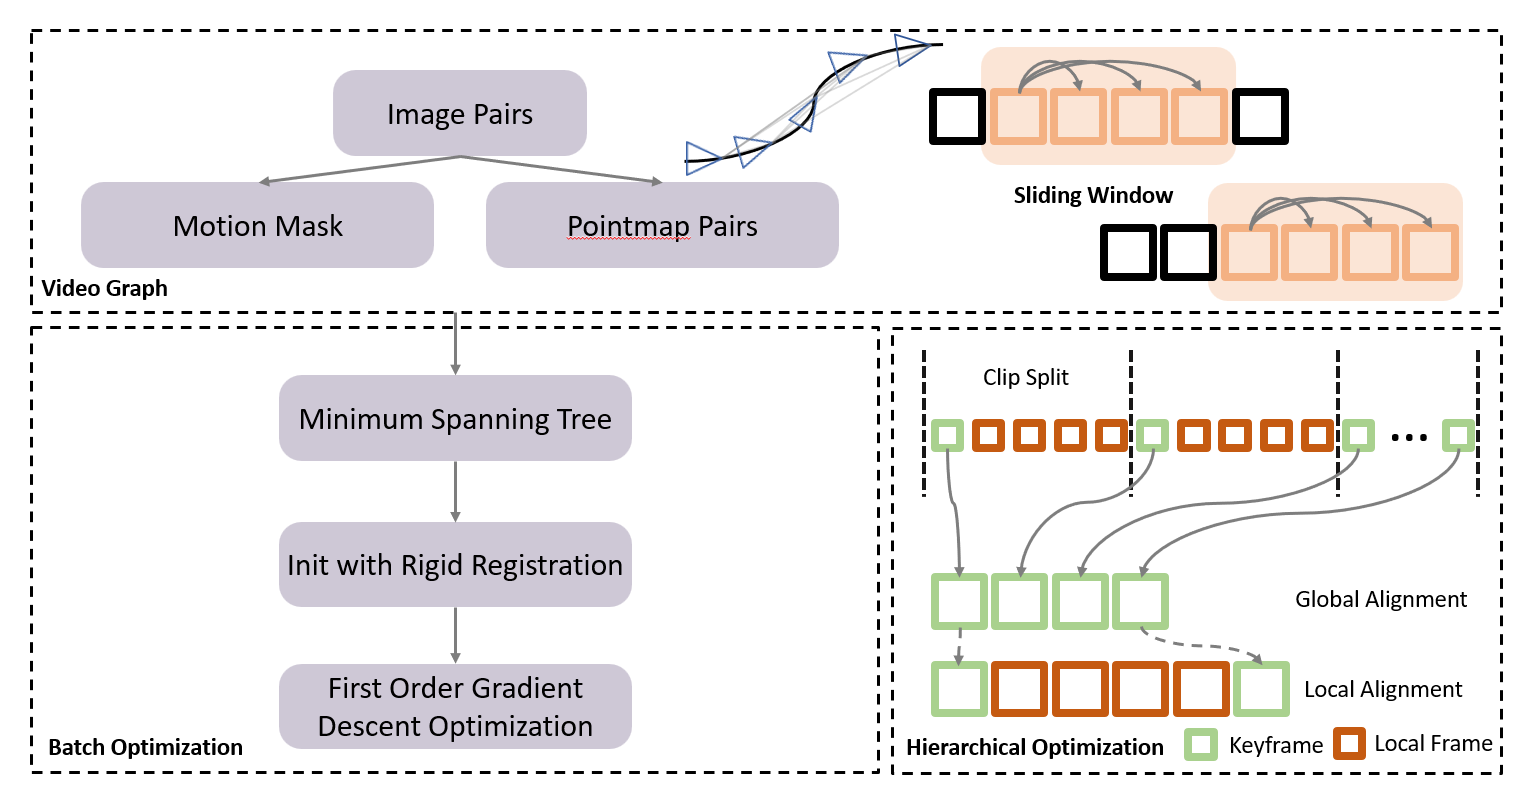 Image Pairs
Motion Mask
Pointmap Pairs
Sliding Window
Video Graph
Minimum Spanning Tree
Init with Rigid Registration
First Order Gradient
Descent Optimization
Batch Optimization
Clip Split
Global Alignment
Local Alignment
Hierarchical Optimization
Keyframe
Local Frame